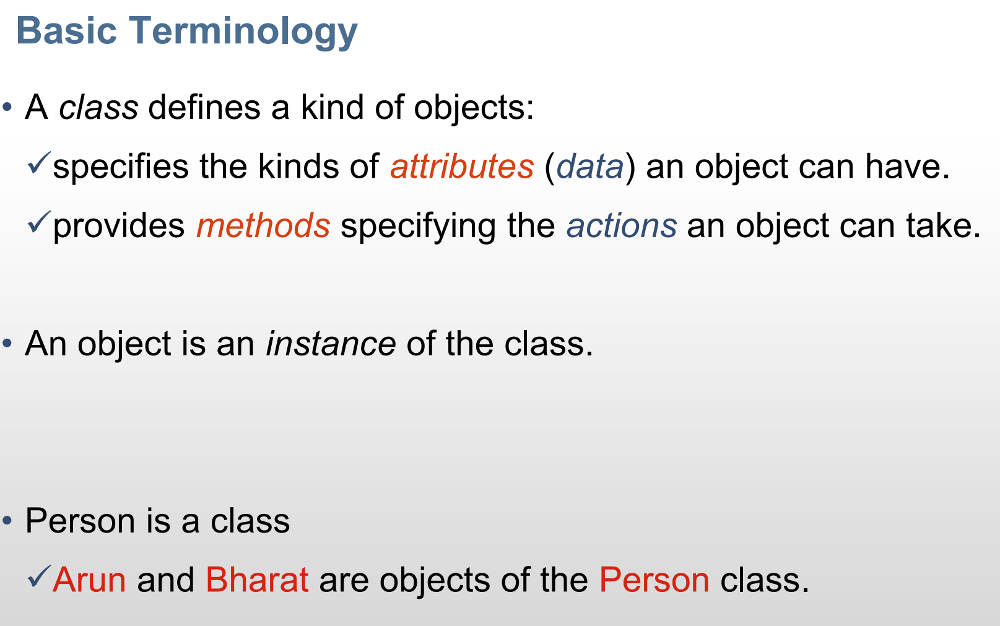 Basic Terminology
• A class defines a kind of objects:
✓specifies the kinds of attributes (data) an object can have.
✓provides methods specifying the actions an object can take.
• An object is an instance of the class.
• Person is a class
✓Arun and Bharat are objects of the Person class.